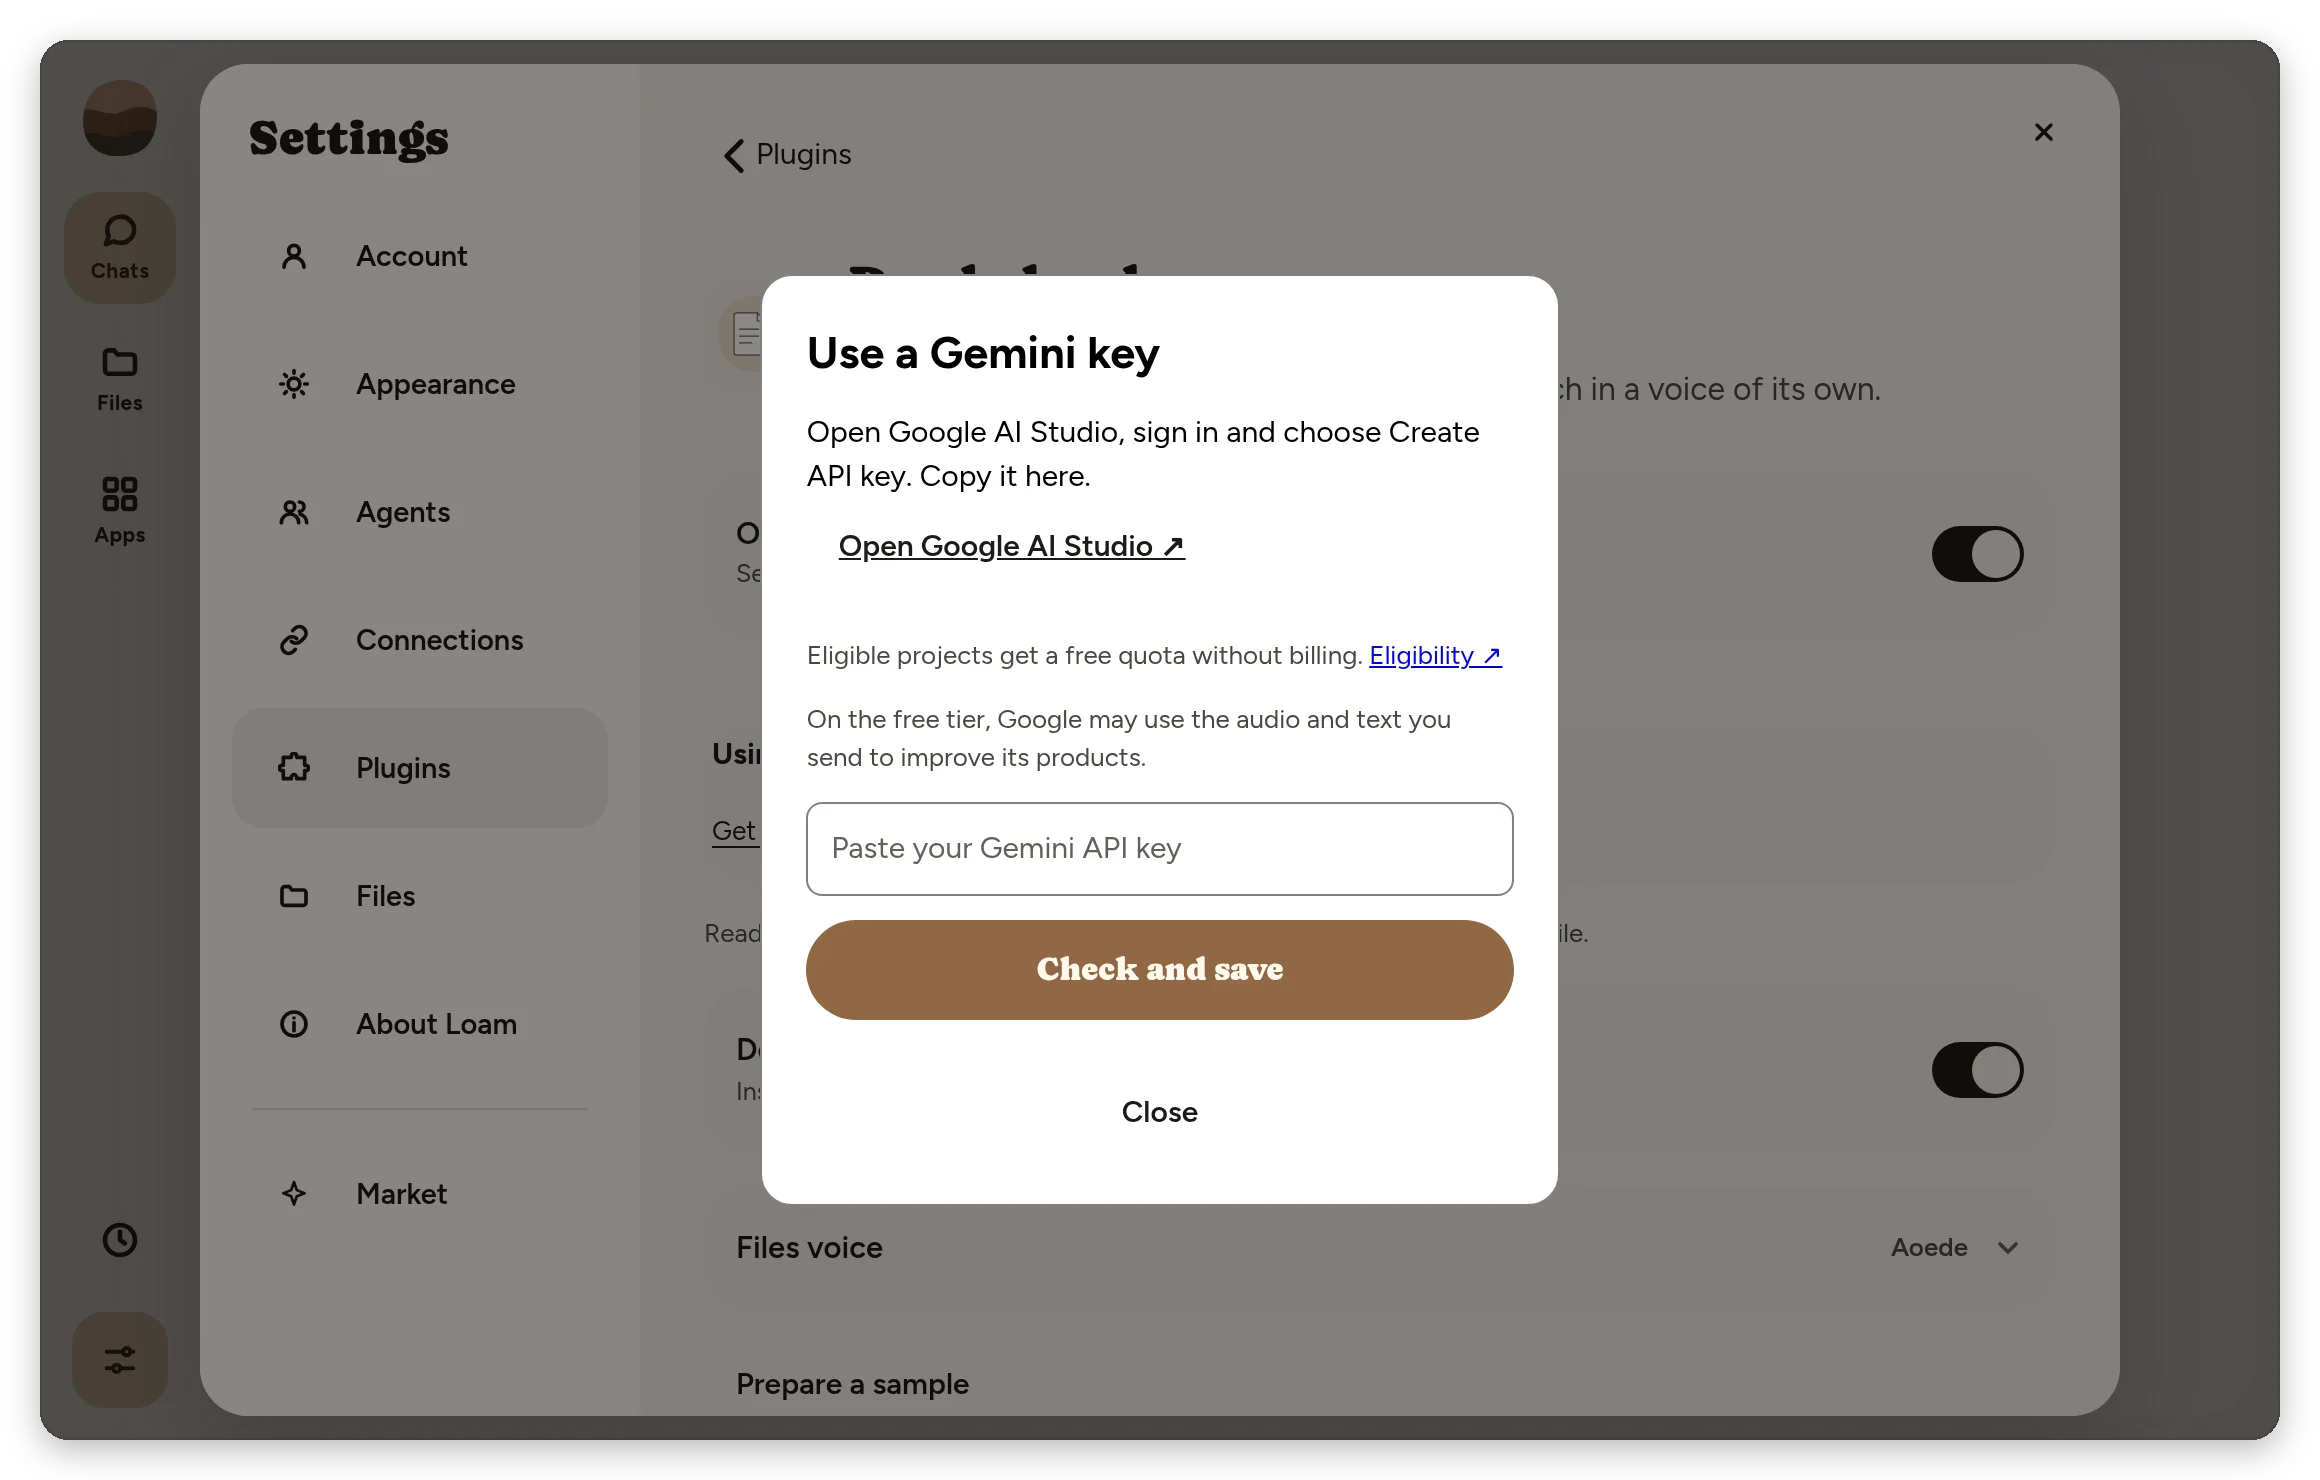 Settings
Chats
Files
Apps
Account
Appearance
Agents
Connections
Plugins
Files
About Loam
Market
Plugins
ch in a voice of its own.
Get
Read
ile.
Files voice
Aoede
Prepare a sample
Use a Gemini key
Open Google AI Studio, sign in and choose Create
API key. Copy it here.
Open Google AI Studio ↗
Eligible projects get a free quota without billing. Eligibility ↗
On the free tier, Google may use the audio and text you
send to improve its products.
Paste your Gemini API key
Check and save
Close